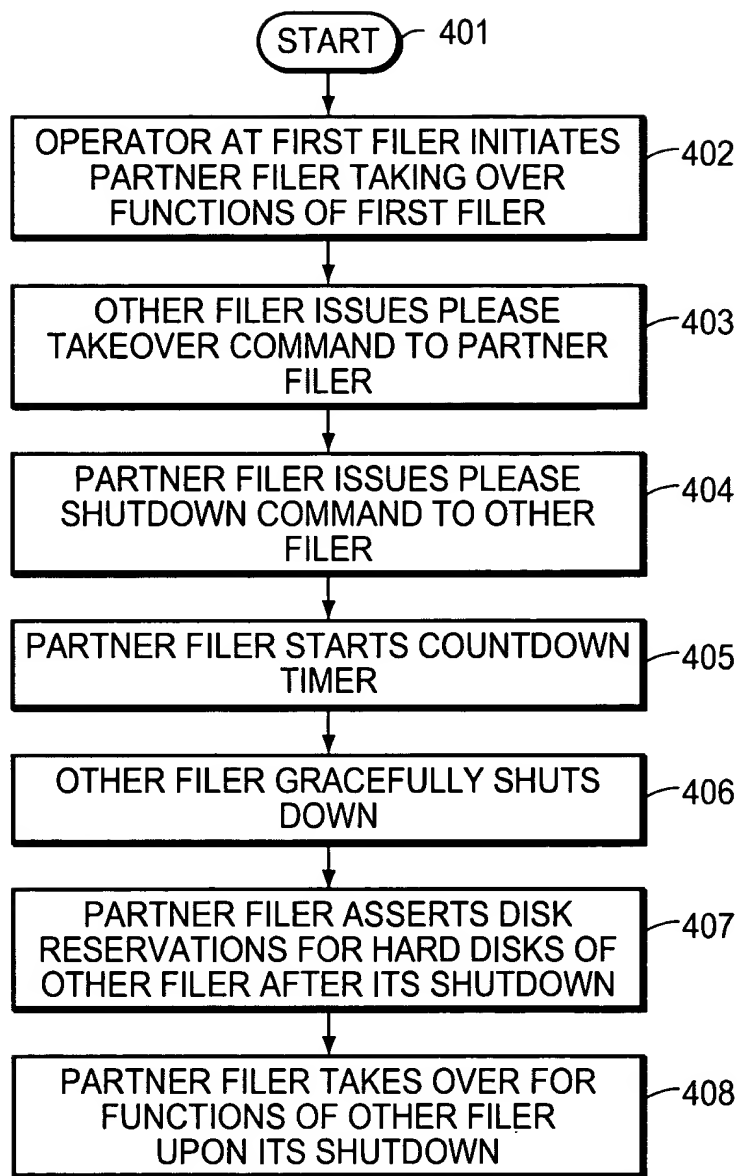 START
401
OPERATOR AT FIRST FILER INITIATES
PARTNER FILER TAKING OVER
FUNCTIONS OF FIRST FILER
402
OTHER FILER ISSUES PLEASE
TAKEOVER COMMAND TO PARTNER
FILER
403
PARTNER FILER ISSUES PLEASE
SHUTDOWN COMMAND TO OTHER
FILER
404
PARTNER FILER STARTS COUNTDOWN
TIMER
405
OTHER FILER GRACEFULLY SHUTS
DOWN
406
PARTNER FILER ASSERTS DISK
RESERVATIONS FOR HARD DISKS OF
OTHER FILER AFTER ITS SHUTDOWN
407
PARTNER FILER TAKES OVER FOR
FUNCTIONS OF OTHER FILER
UPON ITS SHUTDOWN
408